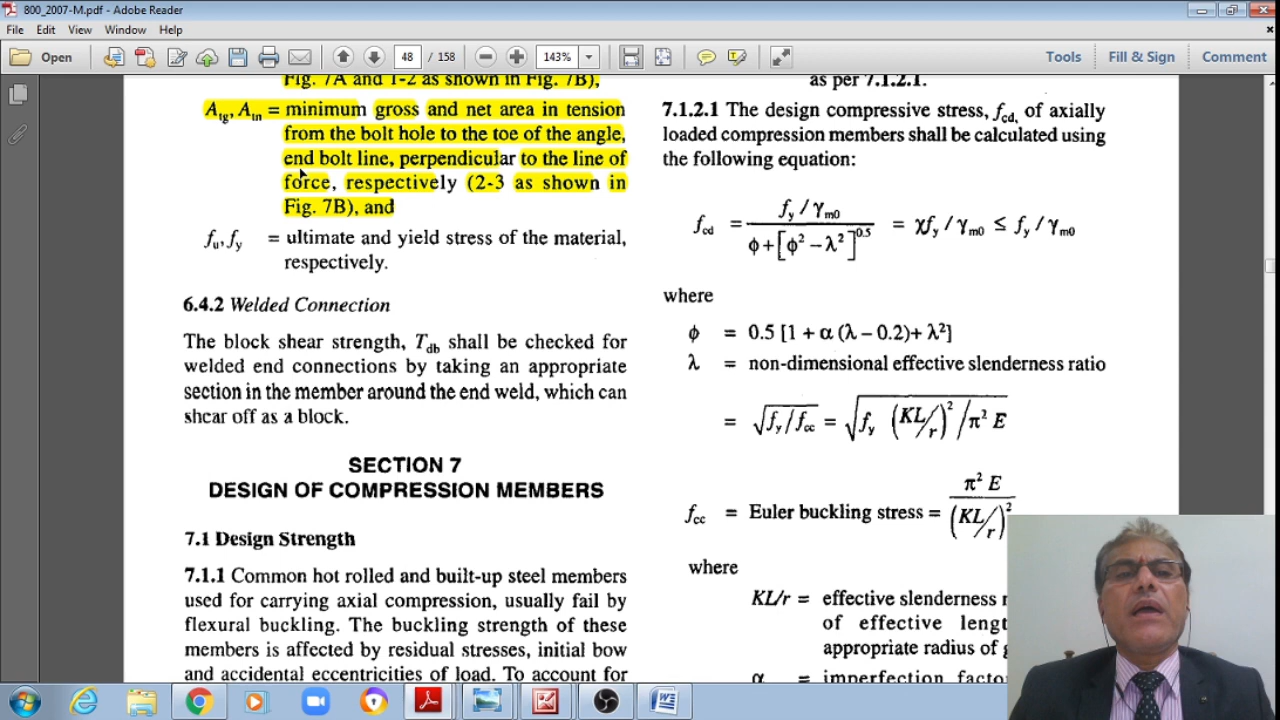 800_2007-M.pdf - Adobe Reader
File Edit View Window Help
Open 48 / 158 143% Tools Fill & Sign Comment
Fig. 7A and 1-2 as shown in Fig. 7B),
A_tg, A_tn = minimum gross and net area in tension
from the bolt hole to the toe of the angle,
end bolt line, perpendicular to the line of
force, respectively (2-3 as shown in
Fig. 7B), and
f_u, f_y = ultimate and yield stress of the material,
respectively.
6.4.2 Welded Connection
The block shear strength, T_db shall be checked for
welded end connections by taking an appropriate
section in the member around the end weld, which can
shear off as a block.
SECTION 7
DESIGN OF COMPRESSION MEMBERS
7.1 Design Strength
7.1.1 Common hot rolled and built-up steel members
used for carrying axial compression, usually fail by
flexural buckling. The buckling strength of these
members is affected by residual stresses, initial bow
and accidental eccentricities of load. To account for
as per 7.1.2.1.
7.1.2.1 The design compressive stress, f_cd, of axially
loaded compression members shall be calculated using
the following equation:
f_cd = f_y / γ_m0 / ϕ + [ϕ² − λ²]^0.5 = χf_y / γ_m0 ≤ f_y / γ_m0
where
ϕ = 0.5 [1 + α (λ − 0.2)+ λ²]
λ = non-dimensional effective slenderness ratio
= √f_y / f_cc = √f_y (KL/r)² / π² E
f_cc = Euler buckling stress = π² E / (KL/r)²
where
KL/r = effective slenderness
of effective
appropriate radius of
α = imperfection